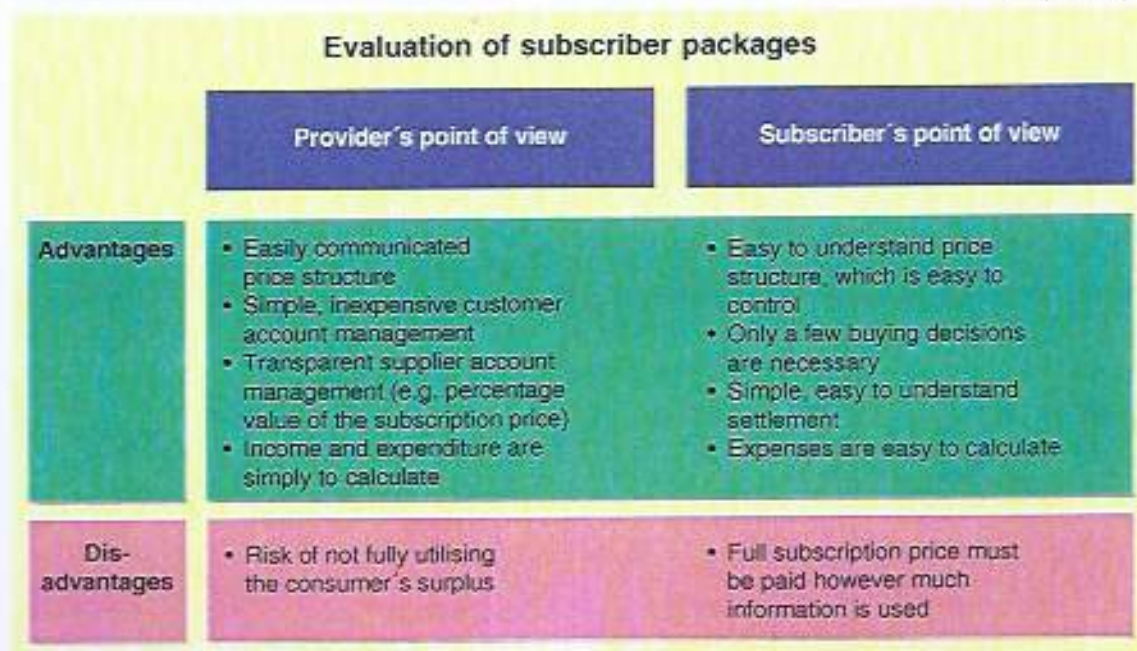 Evaluation of subscriber packages
Provider´s point of view
Subscriber´s point of view
Advantages
• Easily communicated
price structure
• Simple, inexpensive customer
account management
• Transparent supplier account
management (e.g. percentage
value of the subscription price)
• Income and expenditure are
simply to calculate
• Easy to understand price
structure, which is easy to
control
• Only a few buying decisions
are necessary
• Simple, easy to understand
settlement
• Expenses are easy to calculate
Dis-
advantages
• Risk of not fully utilising
the consumer´s surplus
• Full subscription price must
be paid however much
information is used